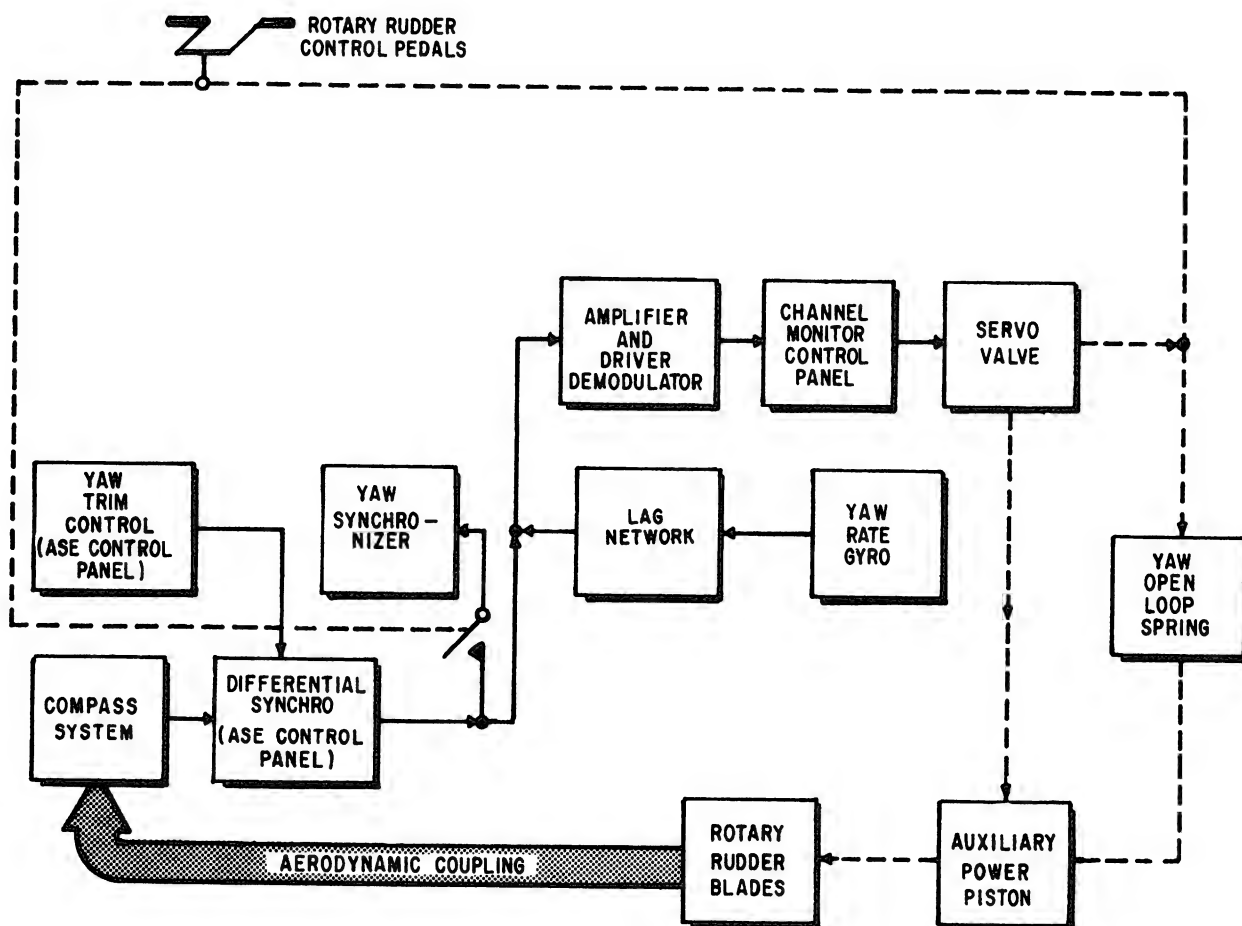 ROTARY RUDDER
CONTROL PEDALS
AMPLIFIER
AND
DRIVER
DEMODULATOR
CHANNEL
MONITOR
CONTROL
PANEL
SERVO
VALVE
YAW
TRIM
CONTROL
(ASE CONTROL
PANEL)
YAW
SYNCHRO-
NIZER
LAG
NETWORK
YAW
RATE
GYRO
YAW
OPEN
LOOP
SPRING
COMPASS
SYSTEM
DIFFERENTIAL
SYNCHRO
(ASE CONTROL
PANEL)
ROTARY
RUDDER
BLADES
AUXILIARY
POWER
PISTON
AERODYNAMIC COUPLING